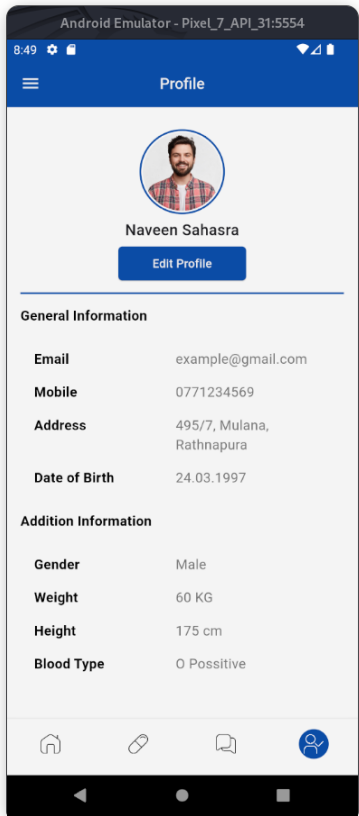 Android Emulator - Pixel_7_API_31:5554
8:49
Profile
Naveen Sahasra
Edit Profile
General Information
Email example@gmail.com
Mobile 0771234569
Address 495/7, Mulana,
Rathnapura
Date of Birth 24.03.1997
Addition Information
Gender Male
Weight 60 KG
Height 175 cm
Blood Type O Possitive